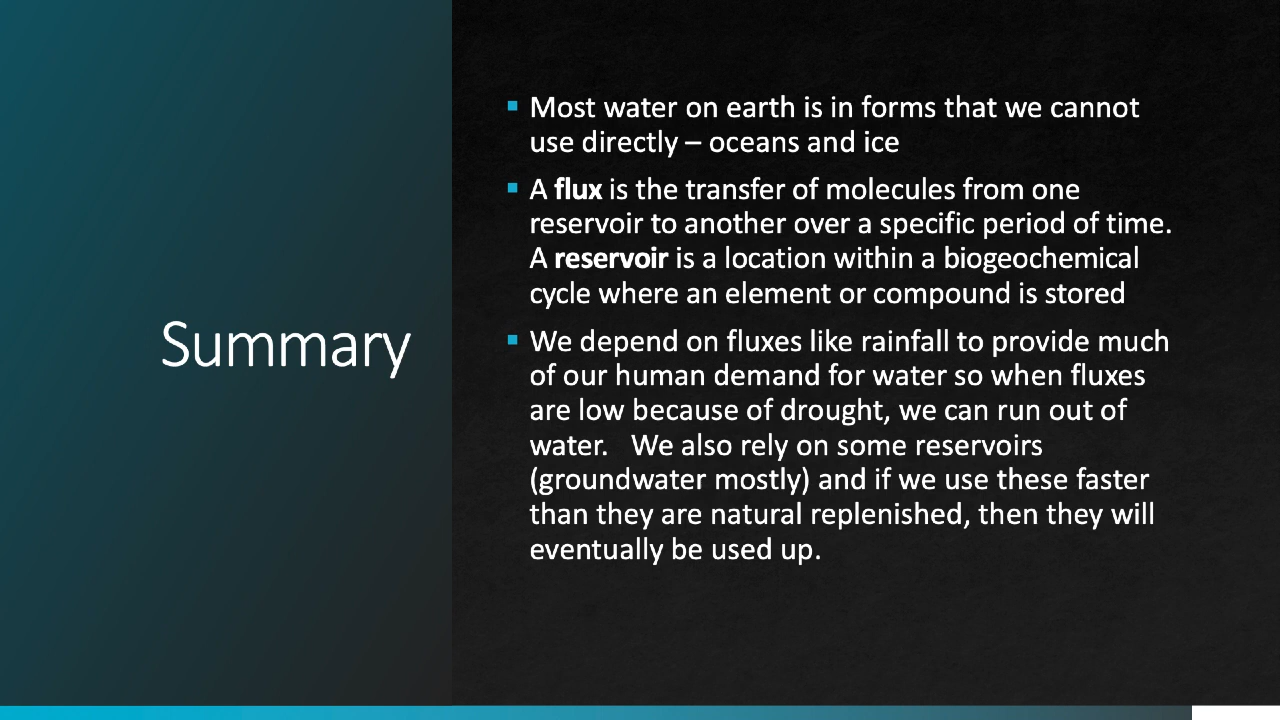 Summary
Most water on earth is in forms that we cannot
use directly – oceans and ice
A flux is the transfer of molecules from one
reservoir to another over a specific period of time.
A reservoir is a location within a biogeochemical
cycle where an element or compound is stored
We depend on fluxes like rainfall to provide much
of our human demand for water so when fluxes
are low because of drought, we can run out of
water.   We also rely on some reservoirs
(groundwater mostly) and if we use these faster
than they are natural replenished, then they will
eventually be used up.